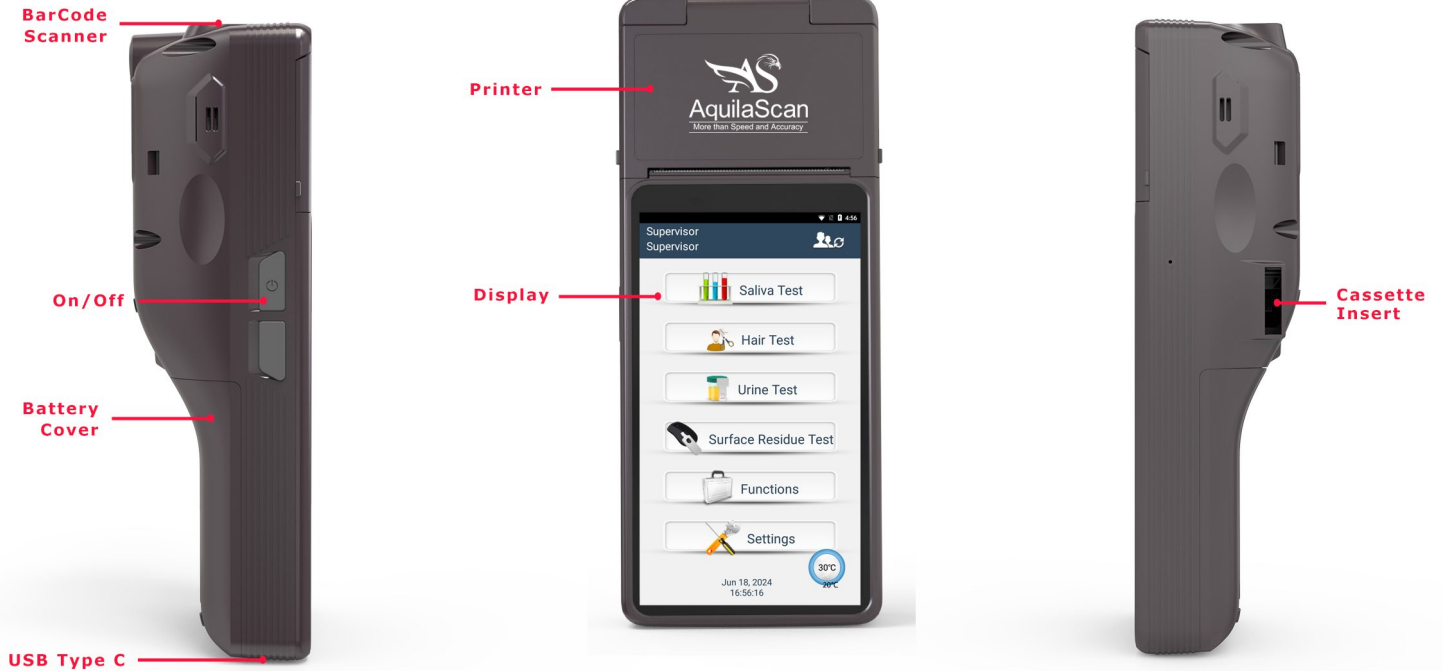 BarCode
Scanner
On/Off
Battery
Cover
USB Type C
Printer
AS
AquilaScan
More than Speed and Accuracy
Display
4:56
Supervisor
Supervisor
Saliva Test
Hair Test
Urine Test
Surface Residue Test
Functions
Settings
30°C
20°C
Jun 18, 2024
16:56:16
Cassette
Insert